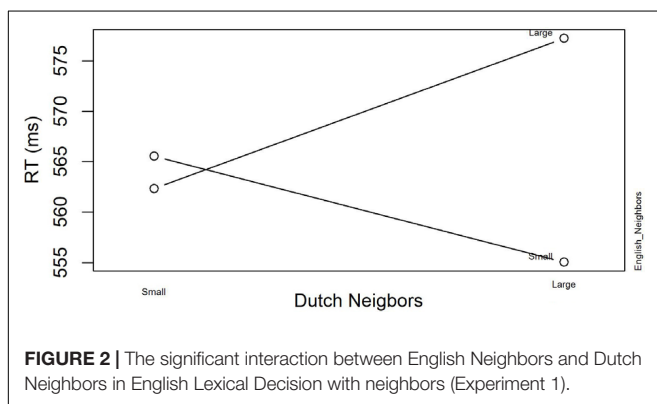 Large
575
570
565
560
555
RT (ms)
Small
English_Neighbors
Small
Large
Dutch Neigbors
FIGURE 2 | The significant interaction between English Neighbors and Dutch
Neighbors in English Lexical Decision with neighbors (Experiment 1).